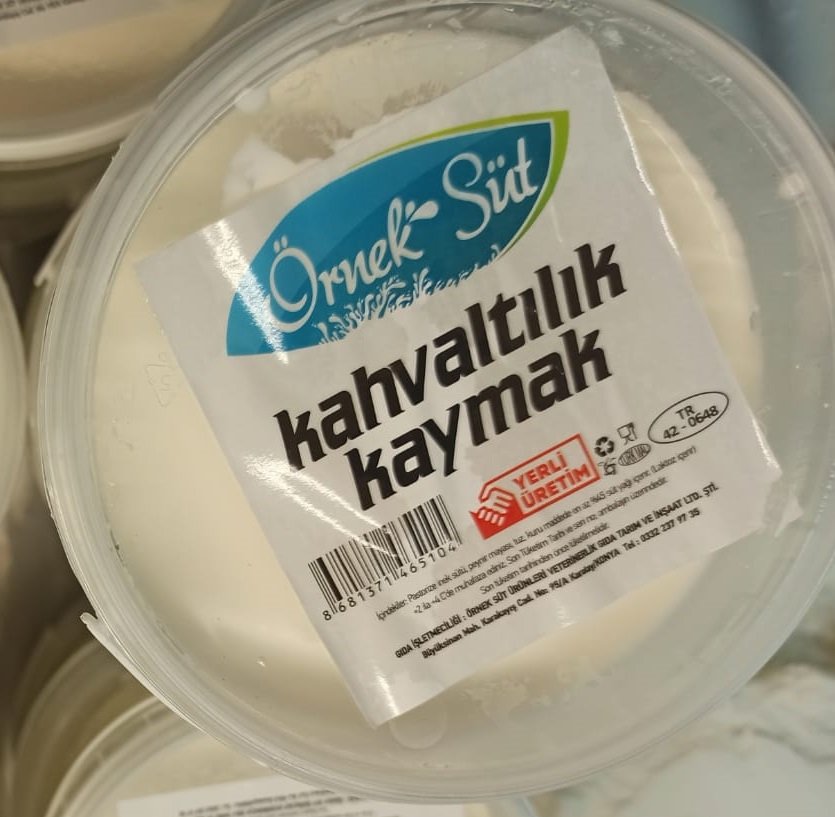 Örnek Süt
kahvaltılık
kaymak
YERLİ
ÜRETİM
TR
42 - 0648
8 681371 465104
İçindekiler: Pastörize inek sütü, peynir mayası, tuz. Kuru maddede en az %45 süt yağı içerir. (Laktoz içerir)
+2 ila +4 C'de muhafaza ediniz. Son Tüketim Tarihi ve seri no; ambalajın üzerindedir.
Son tüketim tarihinden önce tüketilmelidir.
GIDA İŞLETMECİLİĞİ : ÖRNEK SÜT ÜRÜNLERİ VETERİNERLİK GIDA TARIM VE İNŞAAT LTD. ŞTİ.
Büyüksinan Mah. Karakayış Cad. No: 95/A Karatay/KONYA Tel : 0332 237 97 35